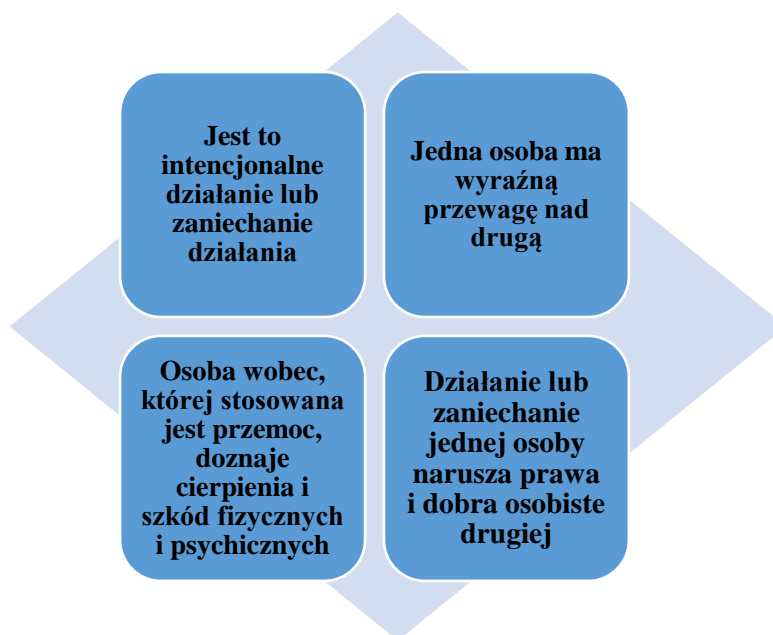 Jest to
intencjonalne
działanie lub
zaniechanie
działania
Jedna osoba ma
wyraźną
przewagę nad
drugą
Osoba wobec,
której stosowana
jest przemoc,
doznaje
cierpienia i
szkód fizycznych
i psychicznych
Działanie lub
zaniechanie
jednej osoby
narusza prawa
i dobra osobiste
drugiej